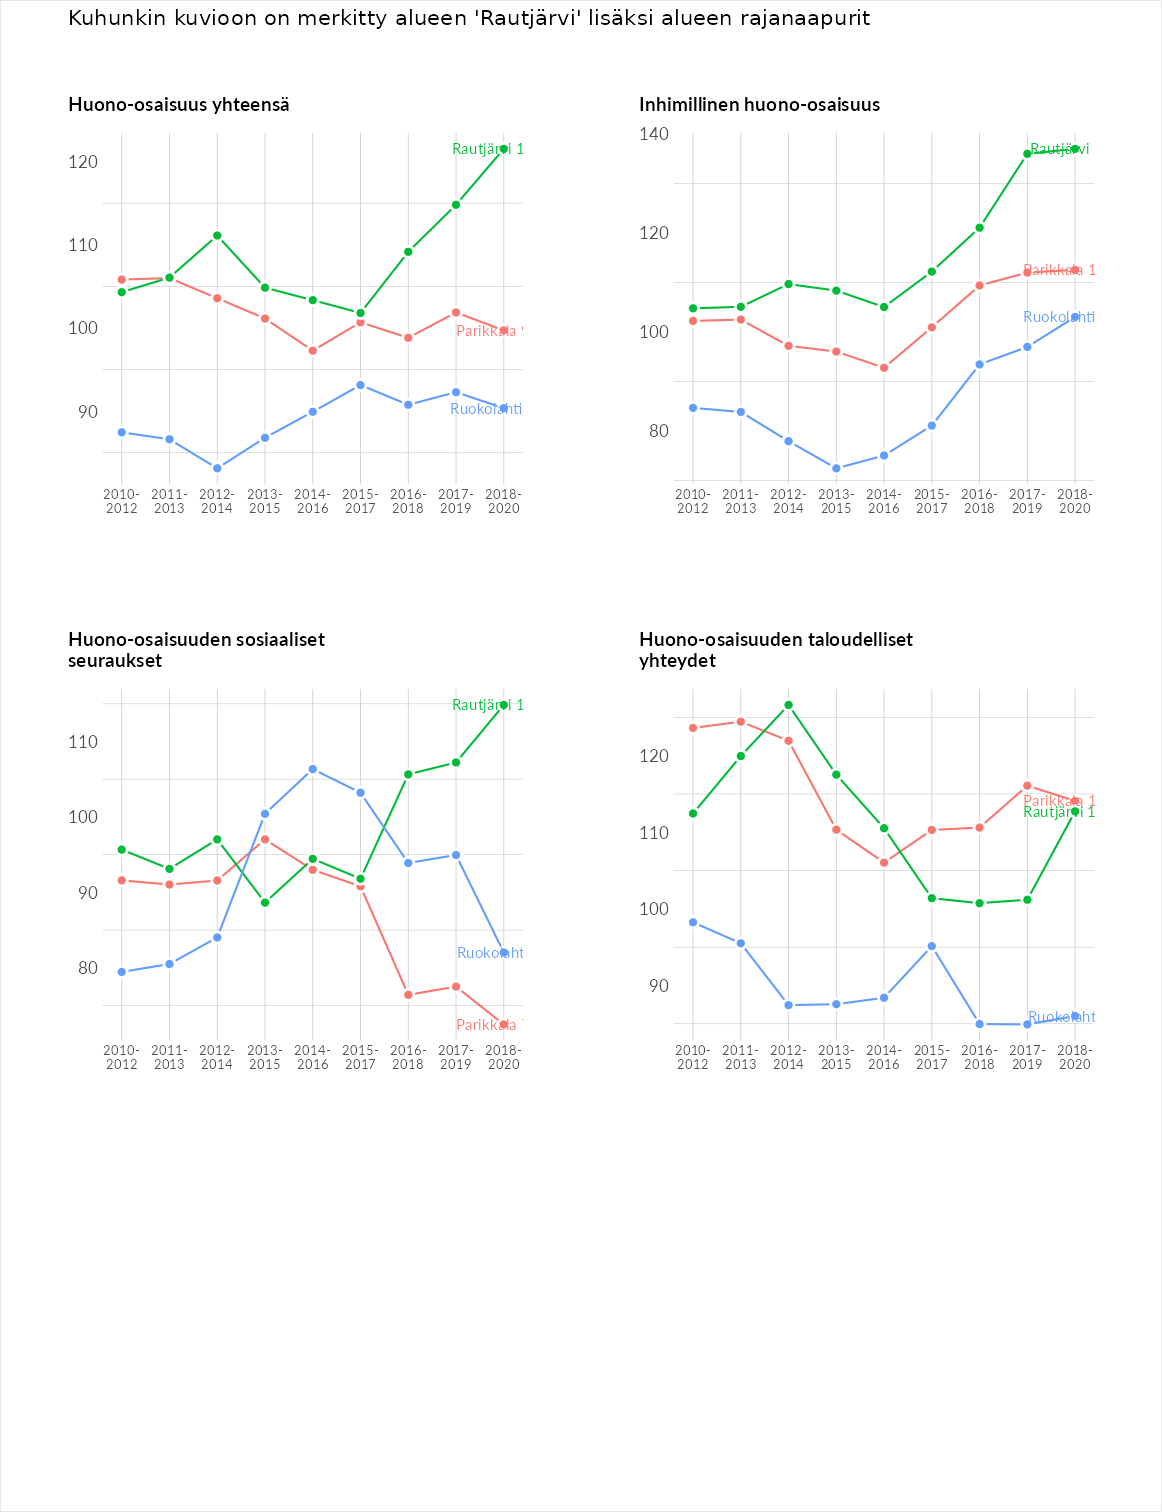 Kuhunkin kuvioon on merkitty alueen 'Rautjärvi' lisäksi alueen rajanaapurit
Huono-osaisuus yhteensä
120
110
100
90
Rautjärvi 1
Parikkala
Ruokolahti
2010-2012 2011-2013 2012-2014 2013-2015 2014-2016 2015-2017 2016-2018 2017-2019 2018-2020
Inhimillinen huono-osaisuus
140
120
100
80
Rautjärvi
Parikkala 1
Ruokolahti
2010-2012 2011-2013 2012-2014 2013-2015 2014-2016 2015-2017 2016-2018 2017-2019 2018-2020
Huono-osaisuuden sosiaaliset
seuraukset
110
100
90
80
Rautjärvi 1
Ruokolaht
Parikkala
2010-2012 2011-2013 2012-2014 2013-2015 2014-2016 2015-2017 2016-2018 2017-2019 2018-2020
Huono-osaisuuden taloudelliset
yhteydet
120
110
100
90
Parikkala 1
Rautjärvi 1
Ruokolaht
2010-2012 2011-2013 2012-2014 2013-2015 2014-2016 2015-2017 2016-2018 2017-2019 2018-2020